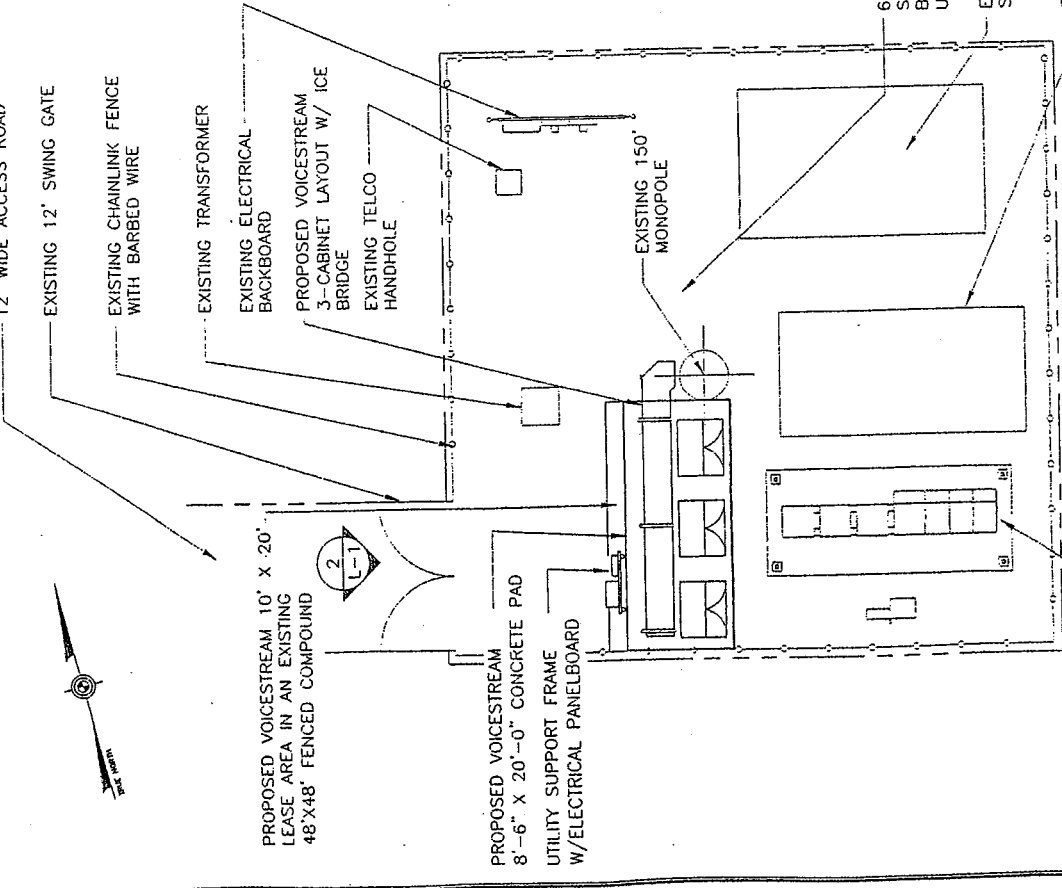 12' WIDE ACCESS ROAD
EXISTING 12' SWING GATE
EXISTING CHAINLINK FENCE
WITH BARBED WIRE
EXISTING TRANSFORMER
EXISTING ELECTRICAL
BACKBOARD
PROPOSED VOICESTREAM
3-CABINET LAYOUT W/ ICE
BRIDGE
EXISTING TELCO
HANDHOLE
EXISTING 150'
MONOPOLE
PROPOSED VOICESTREAM 10' X 20'
LEASE AREA IN AN EXISTING
48'X48' FENCED COMPOUND
2
L-1
PROPOSED VOICESTREAM
8'-6" X 20'-0" CONCRETE PAD
UTILITY SUPPORT FRAME
W/ELECTRICAL PANELBOARD
TRUE NORTH
6
S
B
U
E
S